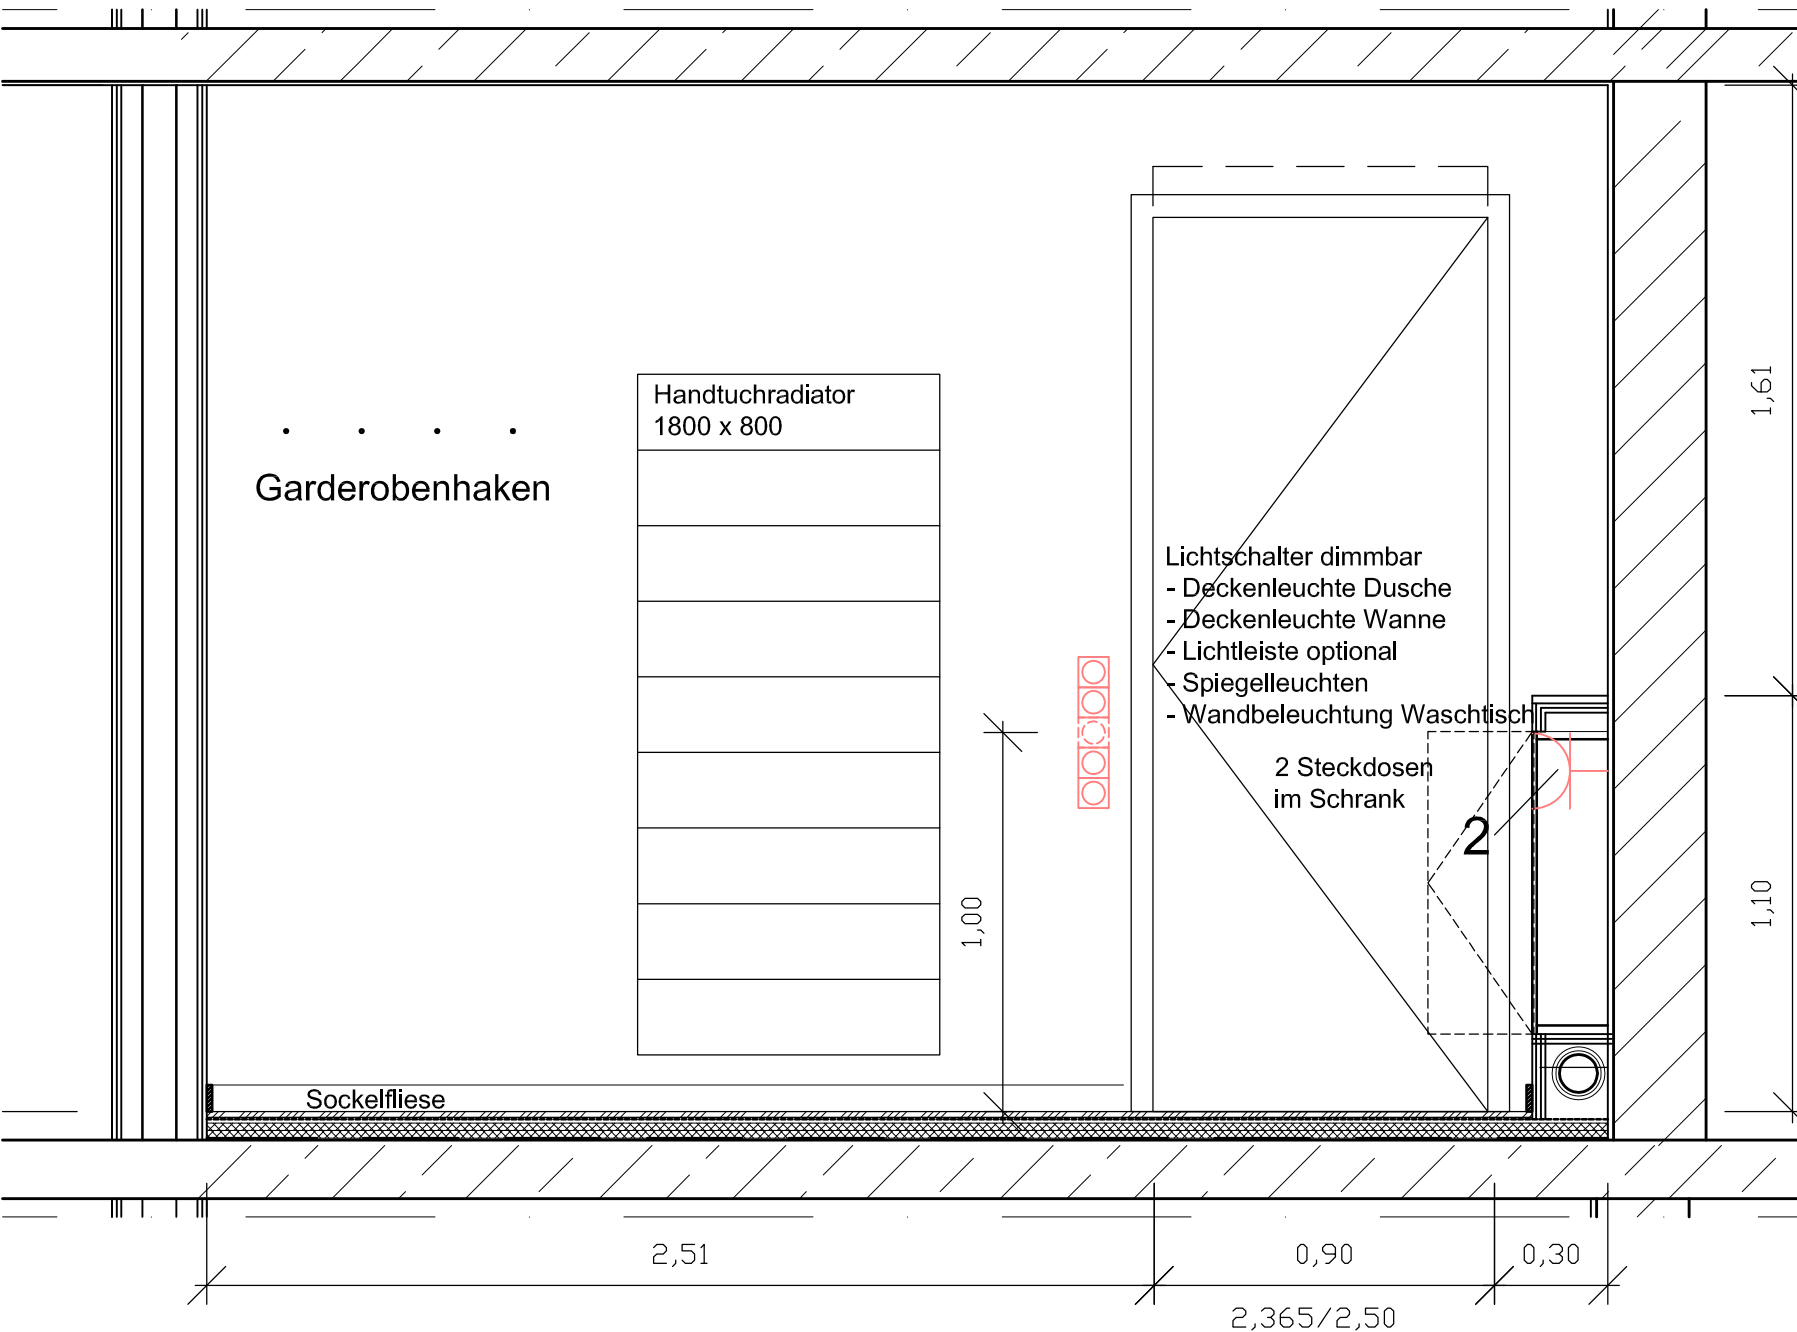 Handtuchradiator
1800 x 800
Garderobenhaken
Lichtschalter dimmbar
- Deckenleuchte Dusche
- Deckenleuchte Wanne
- Lichtleiste optional
- Spiegelleuchten
- Wandbeleuchtung Waschtisch
2 Steckdosen
im Schrank
2
1,61
1,10
1,00
Sockelfliese
2,51
0,90
0,30
2,365/2,50